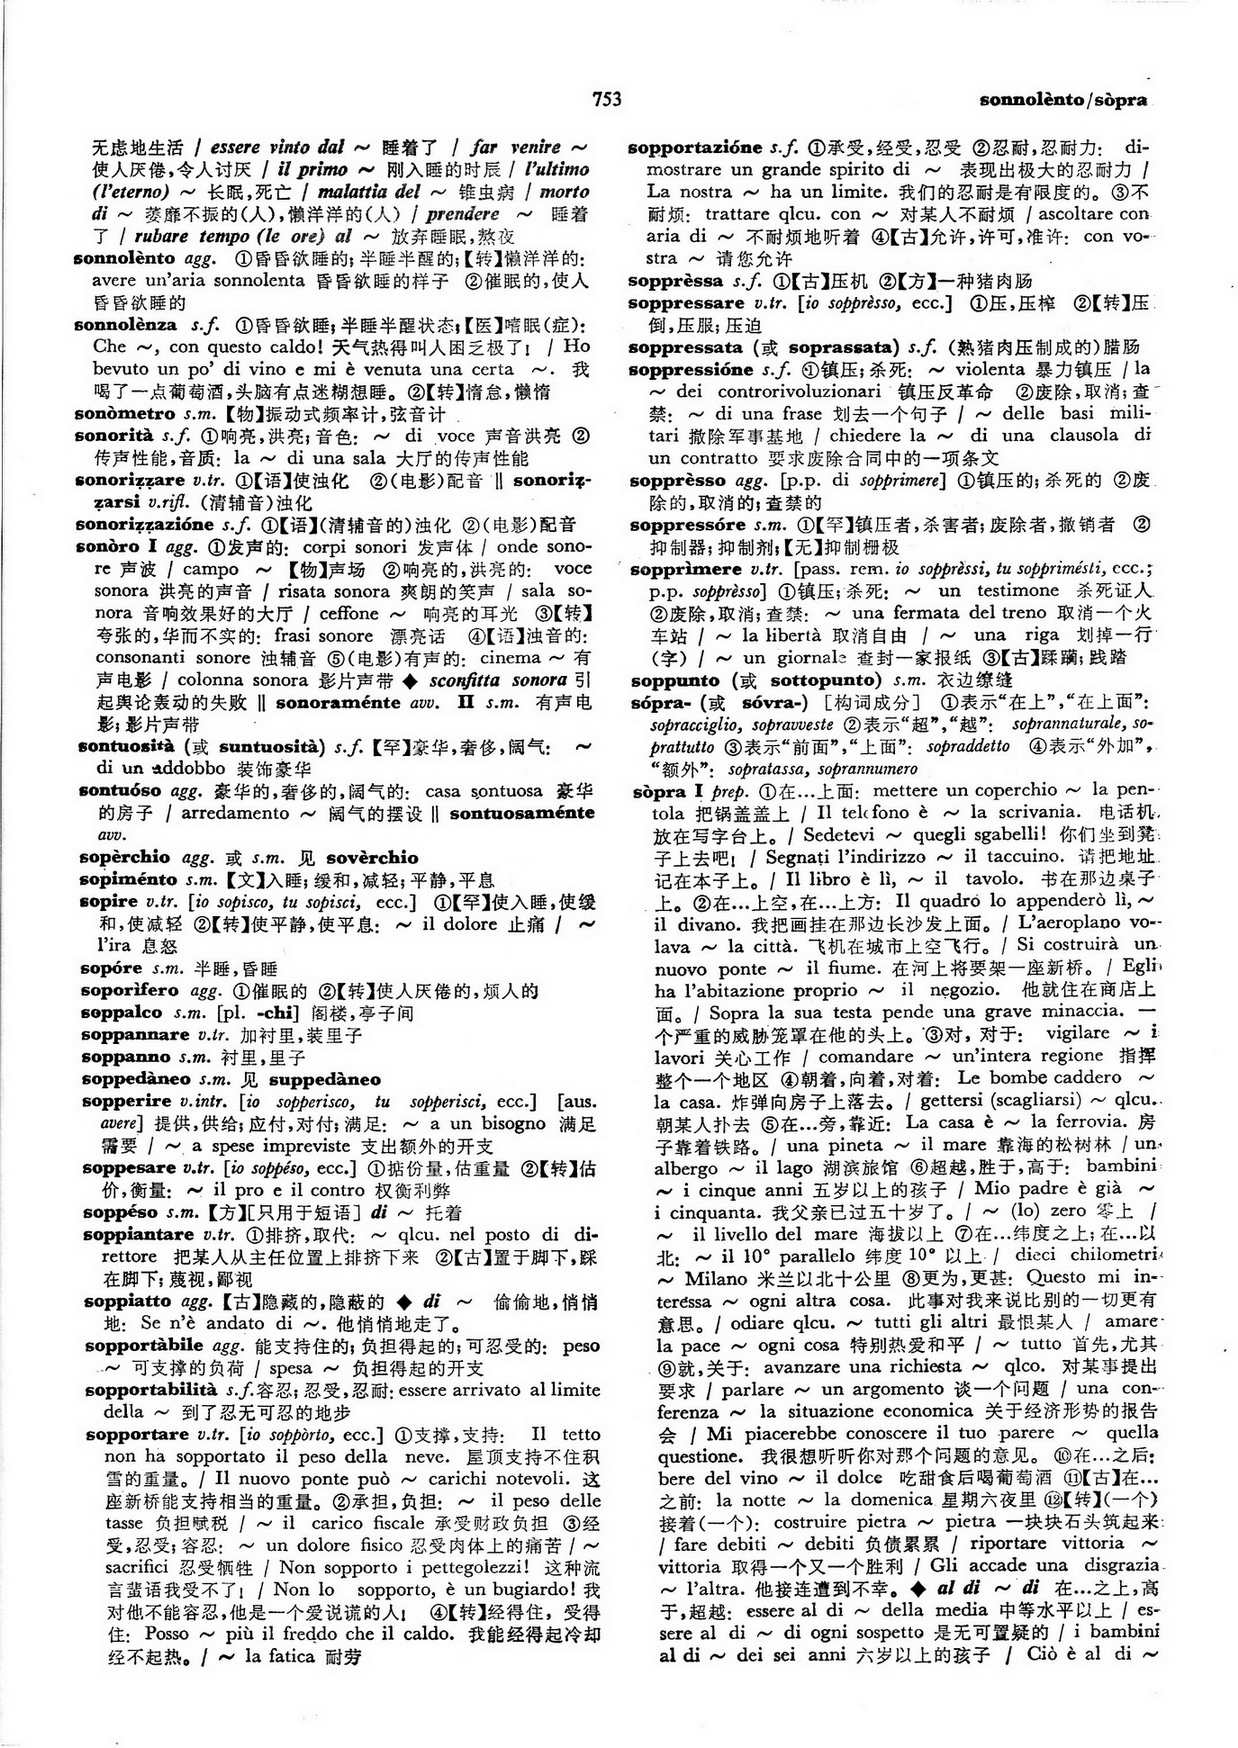 753
sonnolènto/sòpra
无虑地生活 / essere vinto dal ~ 睡着了 / far venire ~
使人厌倦,令人讨厌 / il primo ~ 刚入睡的时辰 / l'ultimo
(l'eterno) ~ 长眠,死亡 / malattia del ~ 锥虫病 / morto
di ~ 萎靡不振的(人),懒洋洋的(人) / prendere ~ 睡着
了 / rubare tempo (le ore) al ~ 放弃睡眠,熬夜
sonnolènto agg. ①昏昏欲睡的;半睡半醒的;【转】懒洋洋的:
avere un'aria sonnolenta 昏昏欲睡的样子 ②催眠的,使人
昏昏欲睡的
sonnolènza s.f. ①昏昏欲睡;半睡半醒状态;【医】嗜眠(症):
Che ~, con questo caldo! 天气热得叫人困乏极了! / Ho
bevuto un po' di vino e mi è venuta una certa ~. 我
喝了一点葡萄酒,头脑有点迷糊想睡。②【转】惰怠,懒惰
sonòmetro s.m. 【物】振动式频率计,弦音计
sonorità s.f. ①响亮,洪亮;音色: ~ di voce 声音洪亮 ②
传声性能,音质: la ~ di una sala 大厅的传声性能
sonoriẓẓare v.tr. ①【语】使浊化 ②(电影)配音 ‖ sonoriẓ-
ẓarsi v.rifl. (清辅音)浊化
sonoriẓẓazióne s.f. ①【语】(清辅音的)浊化 ②(电影)配音
sonòro I agg. ①发声的: corpi sonori 发声体 / onde sono-
re 声波 / campo ~ 【物】声场 ②响亮的,洪亮的: voce
sonora 洪亮的声音 / risata sonora 爽朗的笑声 / sala so-
nora 音响效果好的大厅 / ceffone ~ 响亮的耳光 ③【转】
夸张的,华而不实的: frasi sonore 漂亮话 ④【语】浊音的:
consonanti sonore 浊辅音 ⑤(电影)有声的: cinema ~ 有
声电影 / colonna sonora 影片声带 ◆ sconfitta sonora 引
起舆论轰动的失败 ‖ sonoraménte avv. II s.m. 有声电
影;影片声带
sontuosità (或 suntuosità) s.f. 【罕】豪华,奢侈,阔气: ~
di un addobbo 装饰豪华
sontuóso agg. 豪华的,奢侈的,阔气的: casa sontuosa 豪华
的房子 / arredamento ~ 阔气的摆设 ‖ sontuosaménte
avv.
sopèrchio agg. 或 s.m. 见 sovèrchio
sopiménto s.m. 【文】入睡;缓和,减轻;平静,平息
sopire v.tr. [io sopisco, tu sopisci, ecc.] ①【罕】使入睡,使缓
和,使减轻 ②【转】使平静,使平息: ~ il dolore 止痛 / ~
l'ira 息怒
sopóre s.m. 半睡,昏睡
soporìfero agg. ①催眠的 ②【转】使人厌倦的,烦人的
soppalco s.m. [pl. -chi] 阁楼,亭子间
soppannare v.tr. 加衬里,装里子
soppanno s.m. 衬里,里子
soppedàneo s.m. 见 suppedàneo
sopperire v.intr. [io sopperisco, tu sopperisci, ecc.] [aus.
avere] 提供,供给;应付,对付;满足: ~ a un bisogno 满足
需要 / ~ a spese impreviste 支出额外的开支
soppesare v.tr. [io soppéso, ecc.] ①掂份量,估重量 ②【转】估
价,衡量: ~ il pro e il contro 权衡利弊
soppéso s.m. 【方】[只用于短语] di ~ 托着
soppiantare v.tr. ①排挤,取代: ~ qlcu. nel posto di di-
rettore 把某人从主任位置上排挤下来 ②【古】置于脚下,踩
在脚下;蔑视,鄙视
soppiatto agg. 【古】隐藏的,隐蔽的 ◆ di ~ 偷偷地,悄悄
地: Se n'è andato di ~. 他悄悄地走了。
sopportàbile agg. 能支持住的;负担得起的;可忍受的: peso
~ 可支撑的负荷 / spesa ~ 负担得起的开支
sopportabilità s.f.容忍;忍受,忍耐: essere arrivato al limite
della ~ 到了忍无可忍的地步
sopportare v.tr. [io soppòrto, ecc.] ①支撑,支持: Il tetto
non ha sopportato il peso della neve. 屋顶支持不住积
雪的重量。/ Il nuovo ponte può ~ carichi notevoli. 这
座新桥能支持相当的重量。②承担,负担: ~ il peso delle
tasse 负担赋税 / ~ il carico fiscale 承受财政负担 ③经
受,忍受;容忍: ~ un dolore fisico 忍受肉体上的痛苦 / ~
sacrifici 忍受牺牲 / Non sopporto i pettegolezzi! 这种流
言蜚语我受不了! / Non lo sopporto, è un bugiardo! 我
对他不能容忍,他是一个爱说谎的人! ④【转】经得住, 受得
住: Posso ~ più il freddo che il caldo. 我能经得起冷却
经不起热。/ ~ la fatica 耐劳
sopportazióne s.f. ①承受,经受,忍受 ②忍耐,忍耐力: di-
mostrare un grande spirito di ~ 表现出极大的忍耐力 /
La nostra ~ ha un limite. 我们的忍耐是有限度的。③不
耐烦: trattare qlcu. con ~ 对某人不耐烦 / ascoltare con
aria di ~ 不耐烦地听着 ④【古】允许,许可,准许: con vo-
stra ~ 请您允许
sopprèssa s.f. ①【古】压机 ②【方】一种猪肉肠
soppressare v.tr. [io sopprèsso, ecc.] ①压,压榨 ②【转】压
倒,压服;压迫
soppressata (或 soprassata) s.f. (熟猪肉压制成的)腊肠
soppressióne s.f. ①镇压;杀死: ~ violenta 暴力镇压 / la
~ dei controrivoluzionari 镇压反革命 ②废除,取消;查
禁: ~ di una frase 划去一个句子 / ~ delle basi mili-
tari 撤除军事基地 / chiedere la ~ di una clausola di
un contratto 要求废除合同中的一项条文
sopprèsso agg. [p.p. di sopprimere] ①镇压的;杀死的 ②废
除的,取消的;查禁的
soppressóre s.m. ①【罕】镇压者,杀害者;废除者,撤销者 ②
抑制器;抑制剂;【无】抑制栅极
sopprìmere v.tr. [pass. rem. io sopprèssi, tu sopprimésti, ecc.;
p.p. soppresso] ①镇压;杀死: ~ un testimone 杀死证人
②废除,取消;查禁: ~ una fermata del treno 取消一个火
车站 / ~ la libertà 取消自由 / ~ una riga 划掉一行
(字) / ~ un giornale 查封一家报纸 ③【古】蹂躏;践踏
soppunto (或 sottopunto) s.m. 衣边缭缝
sópra- (或 sóvra-) [构词成分] ①表示“在上”,“在上面”:
sopracciglio, sopravveste ②表示“超”,“越”: soprannaturale, so-
prattutto ③表示“前面”,“上面”: sopraddetto ④表示“外加”,
“额外”: sopratassa, soprannumero
sòpra I prep. ①在…上面: mettere un coperchio ~ la pen-
tola 把锅盖盖上 / Il telefono è ~ la scrivania. 电话机
放在写字台上。/ Sedetevi ~ quegli sgabelli! 你们坐到凳
子上去吧! / Segnati l'indirizzo ~ il taccuino. 请把地址
记在本子上。/ Il libro è lì, ~ il tavolo. 书在那边桌子
上。②在…上空,在…上方: Il quadro lo appenderò lì, ~
il divano. 我把画挂在那边长沙发上面。/ L'aeroplano vo-
lava ~ la città. 飞机在城市上空飞行。/ Si costruirà un
nuovo ponte ~ il fiume. 在河上将要架一座新桥。/ Egli
ha l'abitazione proprio ~ il negozio. 他就住在商店上
面。/ Sopra la sua testa pende una grave minaccia. 一
个严重的威胁笼罩在他的头上。③对,对于: vigilare ~ i
lavori 关心工作 / comandare ~ un'intera regione 指挥
整个一个地区 ④朝着,向着,对着: Le bombe caddero ~
la casa. 炸弹向房子上落去。/ gettersi (scagliarsi) ~ qlcu.
朝某人扑去 ⑤在…旁,靠近: La casa è ~ la ferrovia. 房
子靠着铁路。/ una pineta ~ il mare 靠海的松树林 / un
albergo ~ il lago 湖滨旅馆 ⑥超越,胜于,高于: bambini
~ i cinque anni 五岁以上的孩子 / Mio padre è già ~
i cinquanta. 我父亲已过五十岁了。/ ~ (lo) zero 零上 /
~ il livello del mare 海拔以上 ⑦在…纬度之上;在…以
北: ~ il 10° parallelo 纬度10° 以上 / dieci chilometri
~ Milano 米兰以北十公里 ⑧更为,更甚: Questo mi in-
teressa ~ ogni altra cosa. 此事对我来说比别的一切更有
意思。/ odiare qlcu. ~ tutti gli altri 最恨某人 / amare
la pace ~ ogni cosa 特别热爱和平 / ~ tutto 首先,尤其
⑨就,关于: avanzare una richiesta ~ qlco. 对某事提出
要求 / parlare ~ un argomento 谈一个问题 / una con-
ferenza ~ la situazione economica 关于经济形势的报告
会 / Mi piacerebbe conoscere il tuo parere ~ quella
questione. 我很想听听你对那个问题的意见。⑩在…之后:
bere del vino ~ il dolce 吃甜食后喝葡萄酒 ⑪【古】在…
之前: la notte ~ la domenica 星期六夜里 ⑫【转】(一个)
接着(一个): costruire pietra ~ pietra 一块块石头筑起来
/ fare debiti ~ debiti 负债累累 / riportare vittoria ~
vittoria 取得一个又一个胜利 / Gli accade una disgrazia
~ l'altra. 他接连遭到不幸。◆ al di ~ di 在…之上,高
于,超越: essere al di ~ della media 中等水平以上 / es-
sere al di ~ di ogni sospetto 是无可置疑的 / i bambini
al di ~ dei sei anni 六岁以上的孩子 / Ciò è al di ~